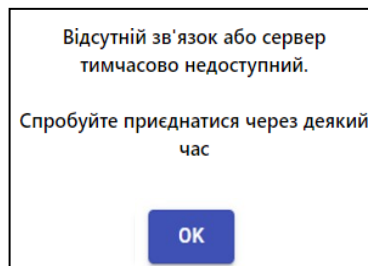 Відсутній зв'язок або сервер
тимчасово недоступний.
Спробуйте приєднатися через деякий
час
OK